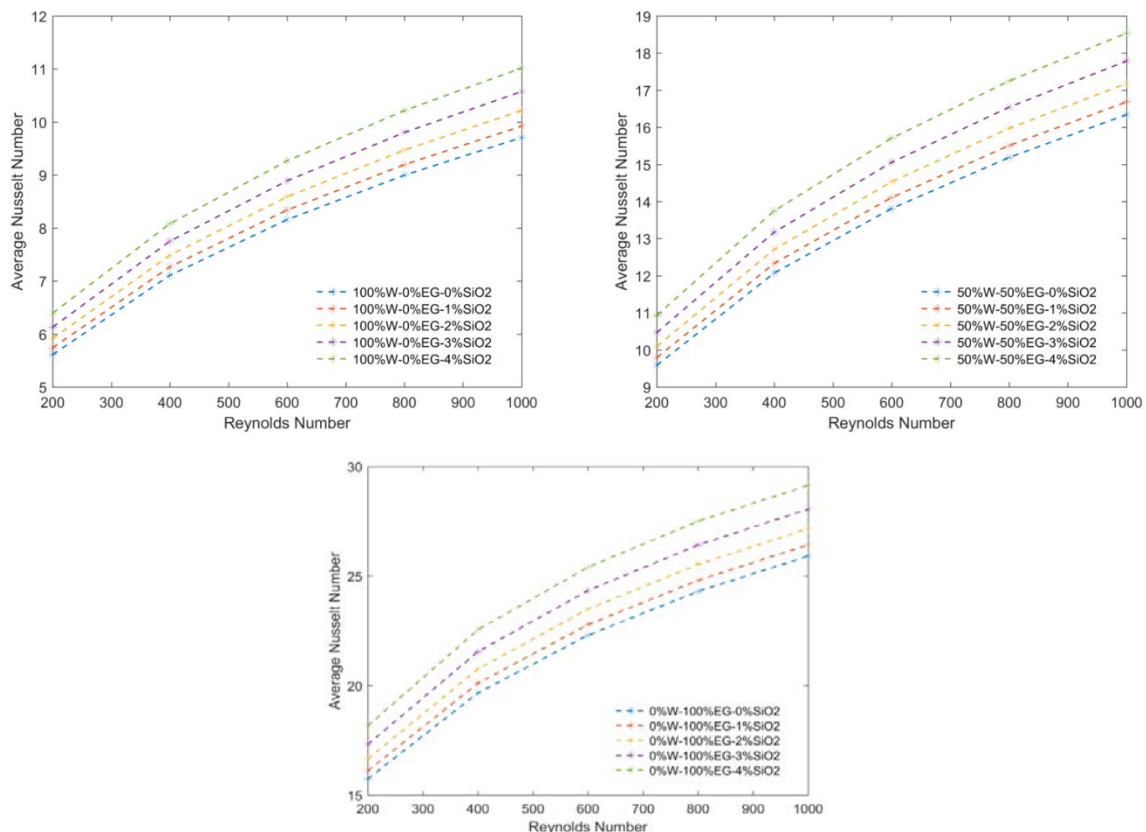 12
11
10
9
8
7
6
5
Average Nusselt Number
100%W-0%EG-0%SiO2
100%W-0%EG-1%SiO2
100%W-0%EG-2%SiO2
100%W-0%EG-3%SiO2
100%W-0%EG-4%SiO2
200 300 400 500 600 700 800 900 1000
Reynolds Number
19
18
17
16
15
14
13
12
11
10
9
Average Nusselt Number
50%W-50%EG-0%SiO2
50%W-50%EG-1%SiO2
50%W-50%EG-2%SiO2
50%W-50%EG-3%SiO2
50%W-50%EG-4%SiO2
200 300 400 500 600 700 800 900 1000
Reynolds Number
30
25
20
15
Average Nusselt Number
0%W-100%EG-0%SiO2
0%W-100%EG-1%SiO2
0%W-100%EG-2%SiO2
0%W-100%EG-3%SiO2
0%W-100%EG-4%SiO2
200 300 400 500 600 700 800 900 1000
Reynolds Number